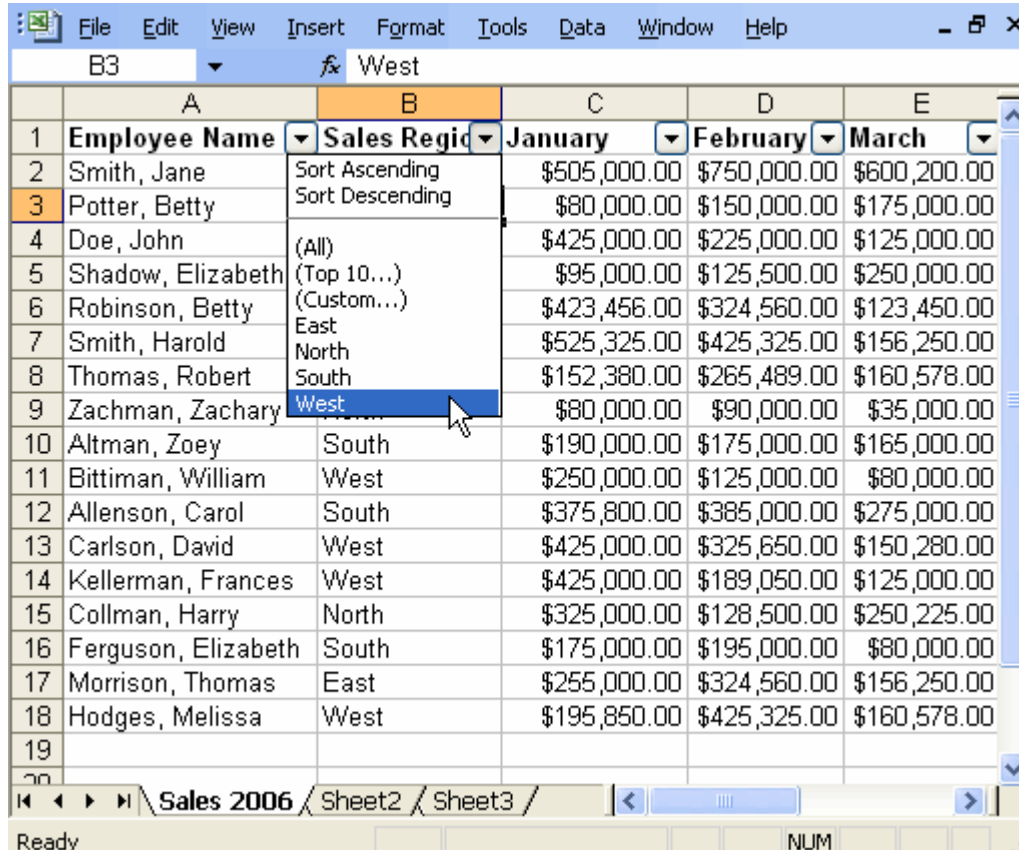 File Edit View Insert Format Tools Data Window Help
B3 fx West
A B C D E
1 Employee Name Sales Regio January February March
2 Smith, Jane $505,000.00 $750,000.00 $600,200.00
3 Potter, Betty $80,000.00 $150,000.00 $175,000.00
4 Doe, John $425,000.00 $225,000.00 $125,000.00
5 Shadow, Elizabeth $95,000.00 $125,500.00 $250,000.00
6 Robinson, Betty $423,456.00 $324,560.00 $123,450.00
7 Smith, Harold $525,325.00 $425,325.00 $156,250.00
8 Thomas, Robert $152,380.00 $265,489.00 $160,578.00
9 Zachman, Zachary $80,000.00 $90,000.00 $35,000.00
Sort Ascending
Sort Descending
(All)
(Top 10...)
(Custom...)
East
North
South
West
10 Altman, Zoey South $190,000.00 $175,000.00 $165,000.00
11 Bittiman, William West $250,000.00 $125,000.00 $80,000.00
12 Allenson, Carol South $375,800.00 $385,000.00 $275,000.00
13 Carlson, David West $425,000.00 $325,650.00 $150,280.00
14 Kellerman, Frances West $425,000.00 $189,050.00 $125,000.00
15 Collman, Harry North $325,000.00 $128,500.00 $250,225.00
16 Ferguson, Elizabeth South $175,000.00 $195,000.00 $80,000.00
17 Morrison, Thomas East $255,000.00 $324,560.00 $156,250.00
18 Hodges, Melissa West $195,850.00 $425,325.00 $160,578.00
19
Sales 2006 Sheet2 Sheet3
Ready NUM